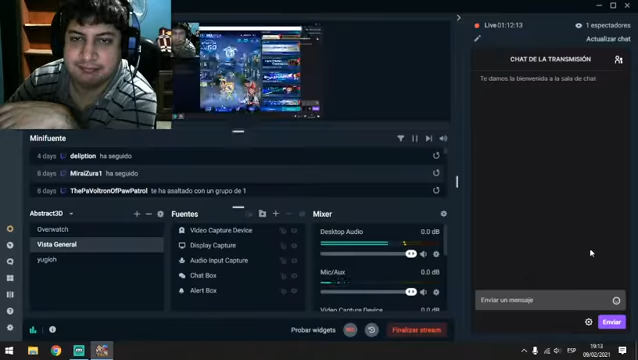 Live 01:12:13
1 espectadores
Actualizar chat
CHAT DE LA TRANSMISIÓN
Te damos la bienvenida a la sala de chat
Minifuente
4 days deliption ha seguido
6 days MiraiZura1 ha seguido
8 days ThePaVoltronOfPawPatrol te ha asaltado con un grupo de 1
Abstract3D
Fuentes
Mixer
Overwatch
Vista General
yugioh
Video Capture Device
Display Capture
Audio Input Capture
Chat Box
Alert Box
Desktop Audio 0.0 dB
Mic/Aux 0.0 dB
Video Capture Device 0.0 dB
Enviar un mensaje
Enviar
Probar widgets
REC
Finalizar stream
ESP
19:13
09/02/2021